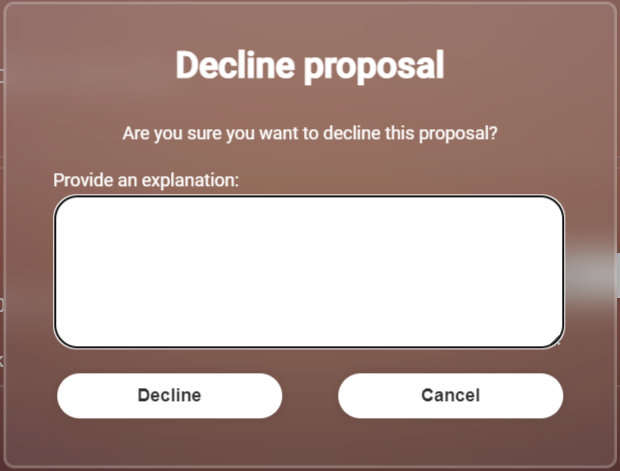 Decline proposal
Are you sure you want to decline this proposal?
Provide an explanation:
Decline
Cancel